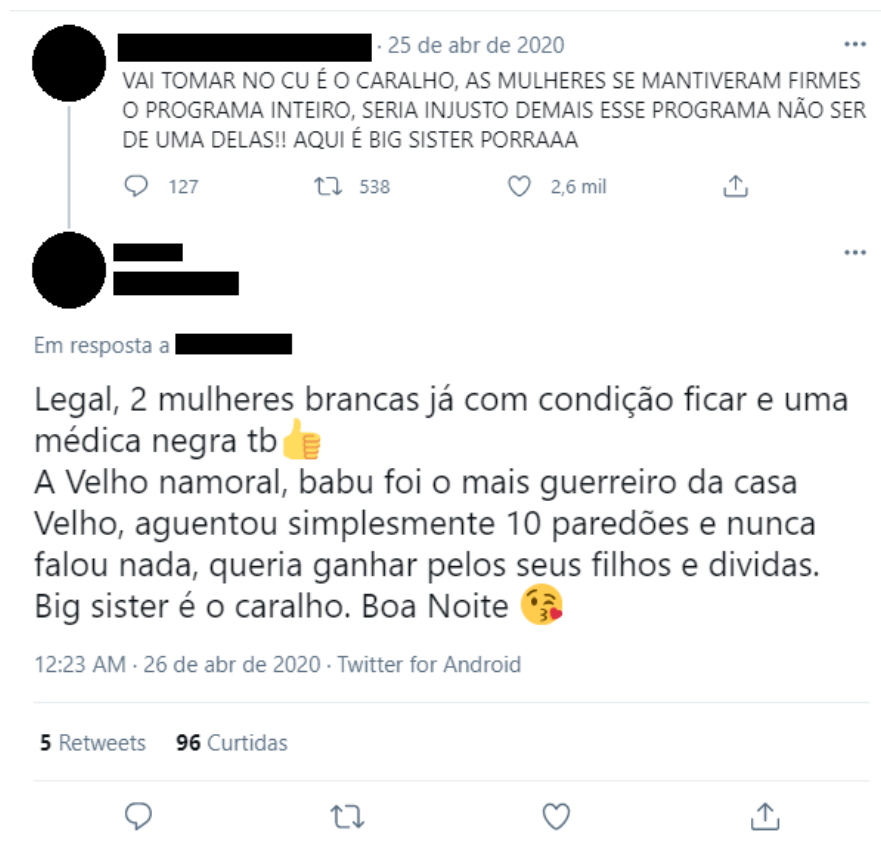 · 25 de abr de 2020
VAI TOMAR NO CU É O CARALHO, AS MULHERES SE MANTIVERAM FIRMES
O PROGRAMA INTEIRO, SERIA INJUSTO DEMAIS ESSE PROGRAMA NÃO SER
DE UMA DELAS!! AQUI É BIG SISTER PORRAAA
127 538 2,6 mil
Em resposta a
Legal, 2 mulheres brancas já com condição ficar e uma
médica negra tb👍
A Velho namoral, babu foi o mais guerreiro da casa
Velho, aguentou simplesmente 10 paredões e nunca
falou nada, queria ganhar pelos seus filhos e dividas.
Big sister é o caralho. Boa Noite 😘
12:23 AM · 26 de abr de 2020 · Twitter for Android
5 Retweets 96 Curtidas